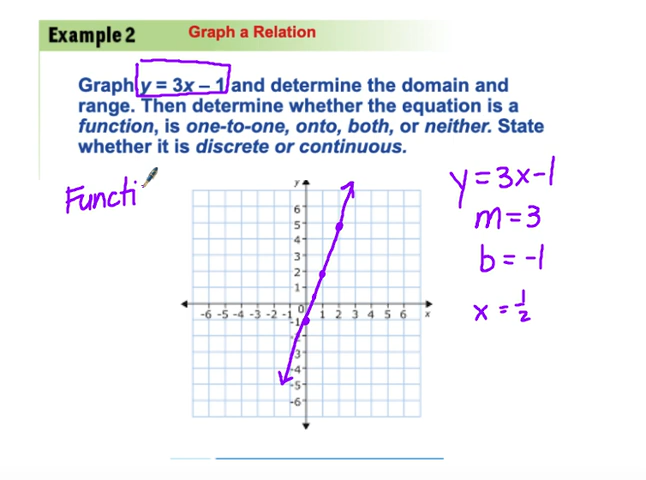 Example 2 Graph a Relation
Graph y = 3x – 1 and determine the domain and
range. Then determine whether the equation is a
function, is one-to-one, onto, both, or neither. State
whether it is discrete or continuous.
Functi
y=3x-1
m=3
b=-1
x=1/2
y
6
5
4
3
2
1
-6 -5 -4 -3 -2 -1 0 1 2 3 4 5 6 x
-1
-3
-4
-5
-6